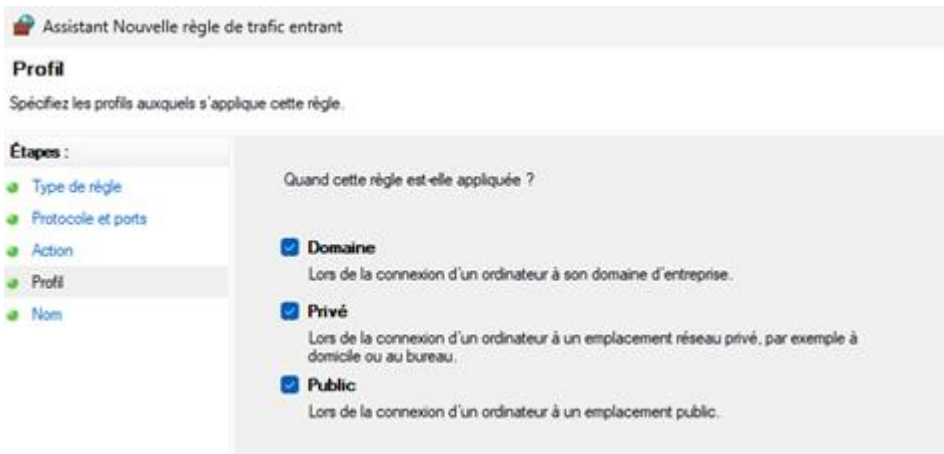 Assistant Nouvelle règle de trafic entrant
Profil
Spécifiez les profils auxquels s'applique cette règle.
Étapes :
Type de règle
Protocole et ports
Action
Profil
Nom
Quand cette règle est-elle appliquée ?
Domaine
Lors de la connexion d'un ordinateur à son domaine d'entreprise.
Privé
Lors de la connexion d'un ordinateur à un emplacement réseau privé, par exemple à
domicile ou au bureau.
Public
Lors de la connexion d'un ordinateur à un emplacement public.